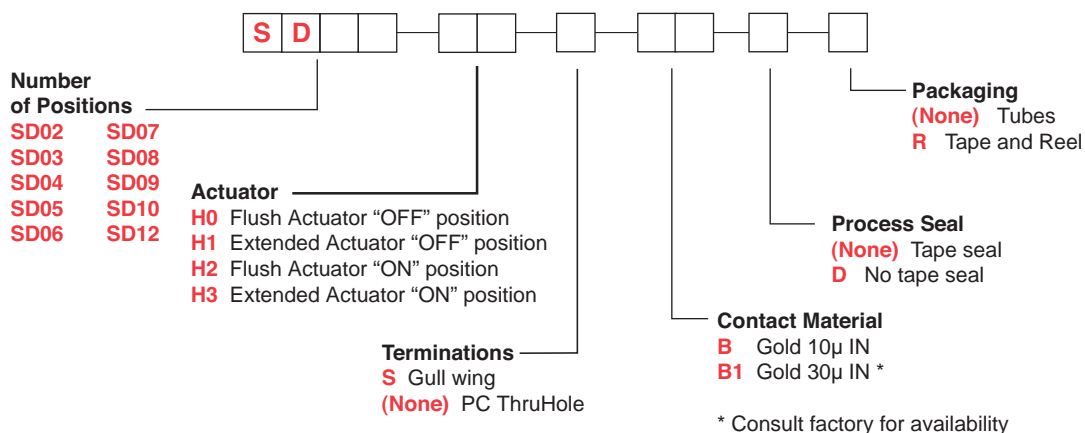 S D
Number
of Positions
SD02 SD07
SD03 SD08
SD04 SD09
SD05 SD10
SD06 SD12
Actuator
H0 Flush Actuator “OFF” position
H1 Extended Actuator “OFF” position
H2 Flush Actuator “ON” position
H3 Extended Actuator “ON” position
Terminations
S Gull wing
(None) PC ThruHole
Contact Material
B Gold 10µ IN
B1 Gold 30µ IN *
* Consult factory for availability
Process Seal
(None) Tape seal
D No tape seal
Packaging
(None) Tubes
R Tape and Reel